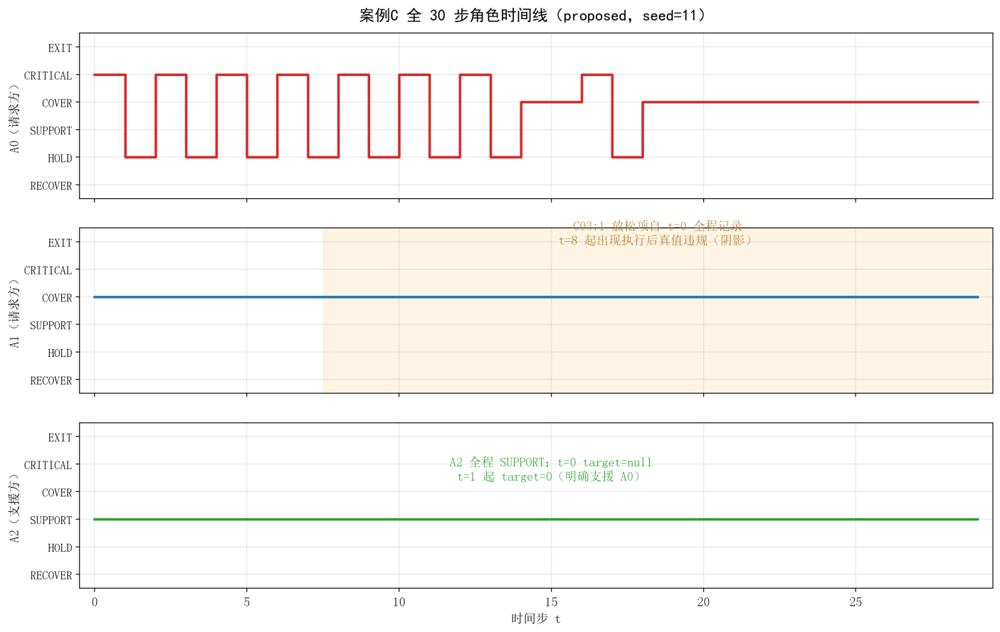 案例C 全 30 步角色时间线（proposed, seed=11）
A0（请求方）
EXIT
CRITICAL
COVER
SUPPORT
HOLD
RECOVER
A1（请求方）
C03:1 放松项自 t=0 全程记录
t=8 起出现执行后真值违规（阴影）
EXIT
CRITICAL
COVER
SUPPORT
HOLD
RECOVER
A2（支援方）
A2 全程 SUPPORT; t=0 target=null
t=1 起 target=0（明确支援 A0）
EXIT
CRITICAL
COVER
SUPPORT
HOLD
RECOVER
0 5 10 15 20 25
时间步 t